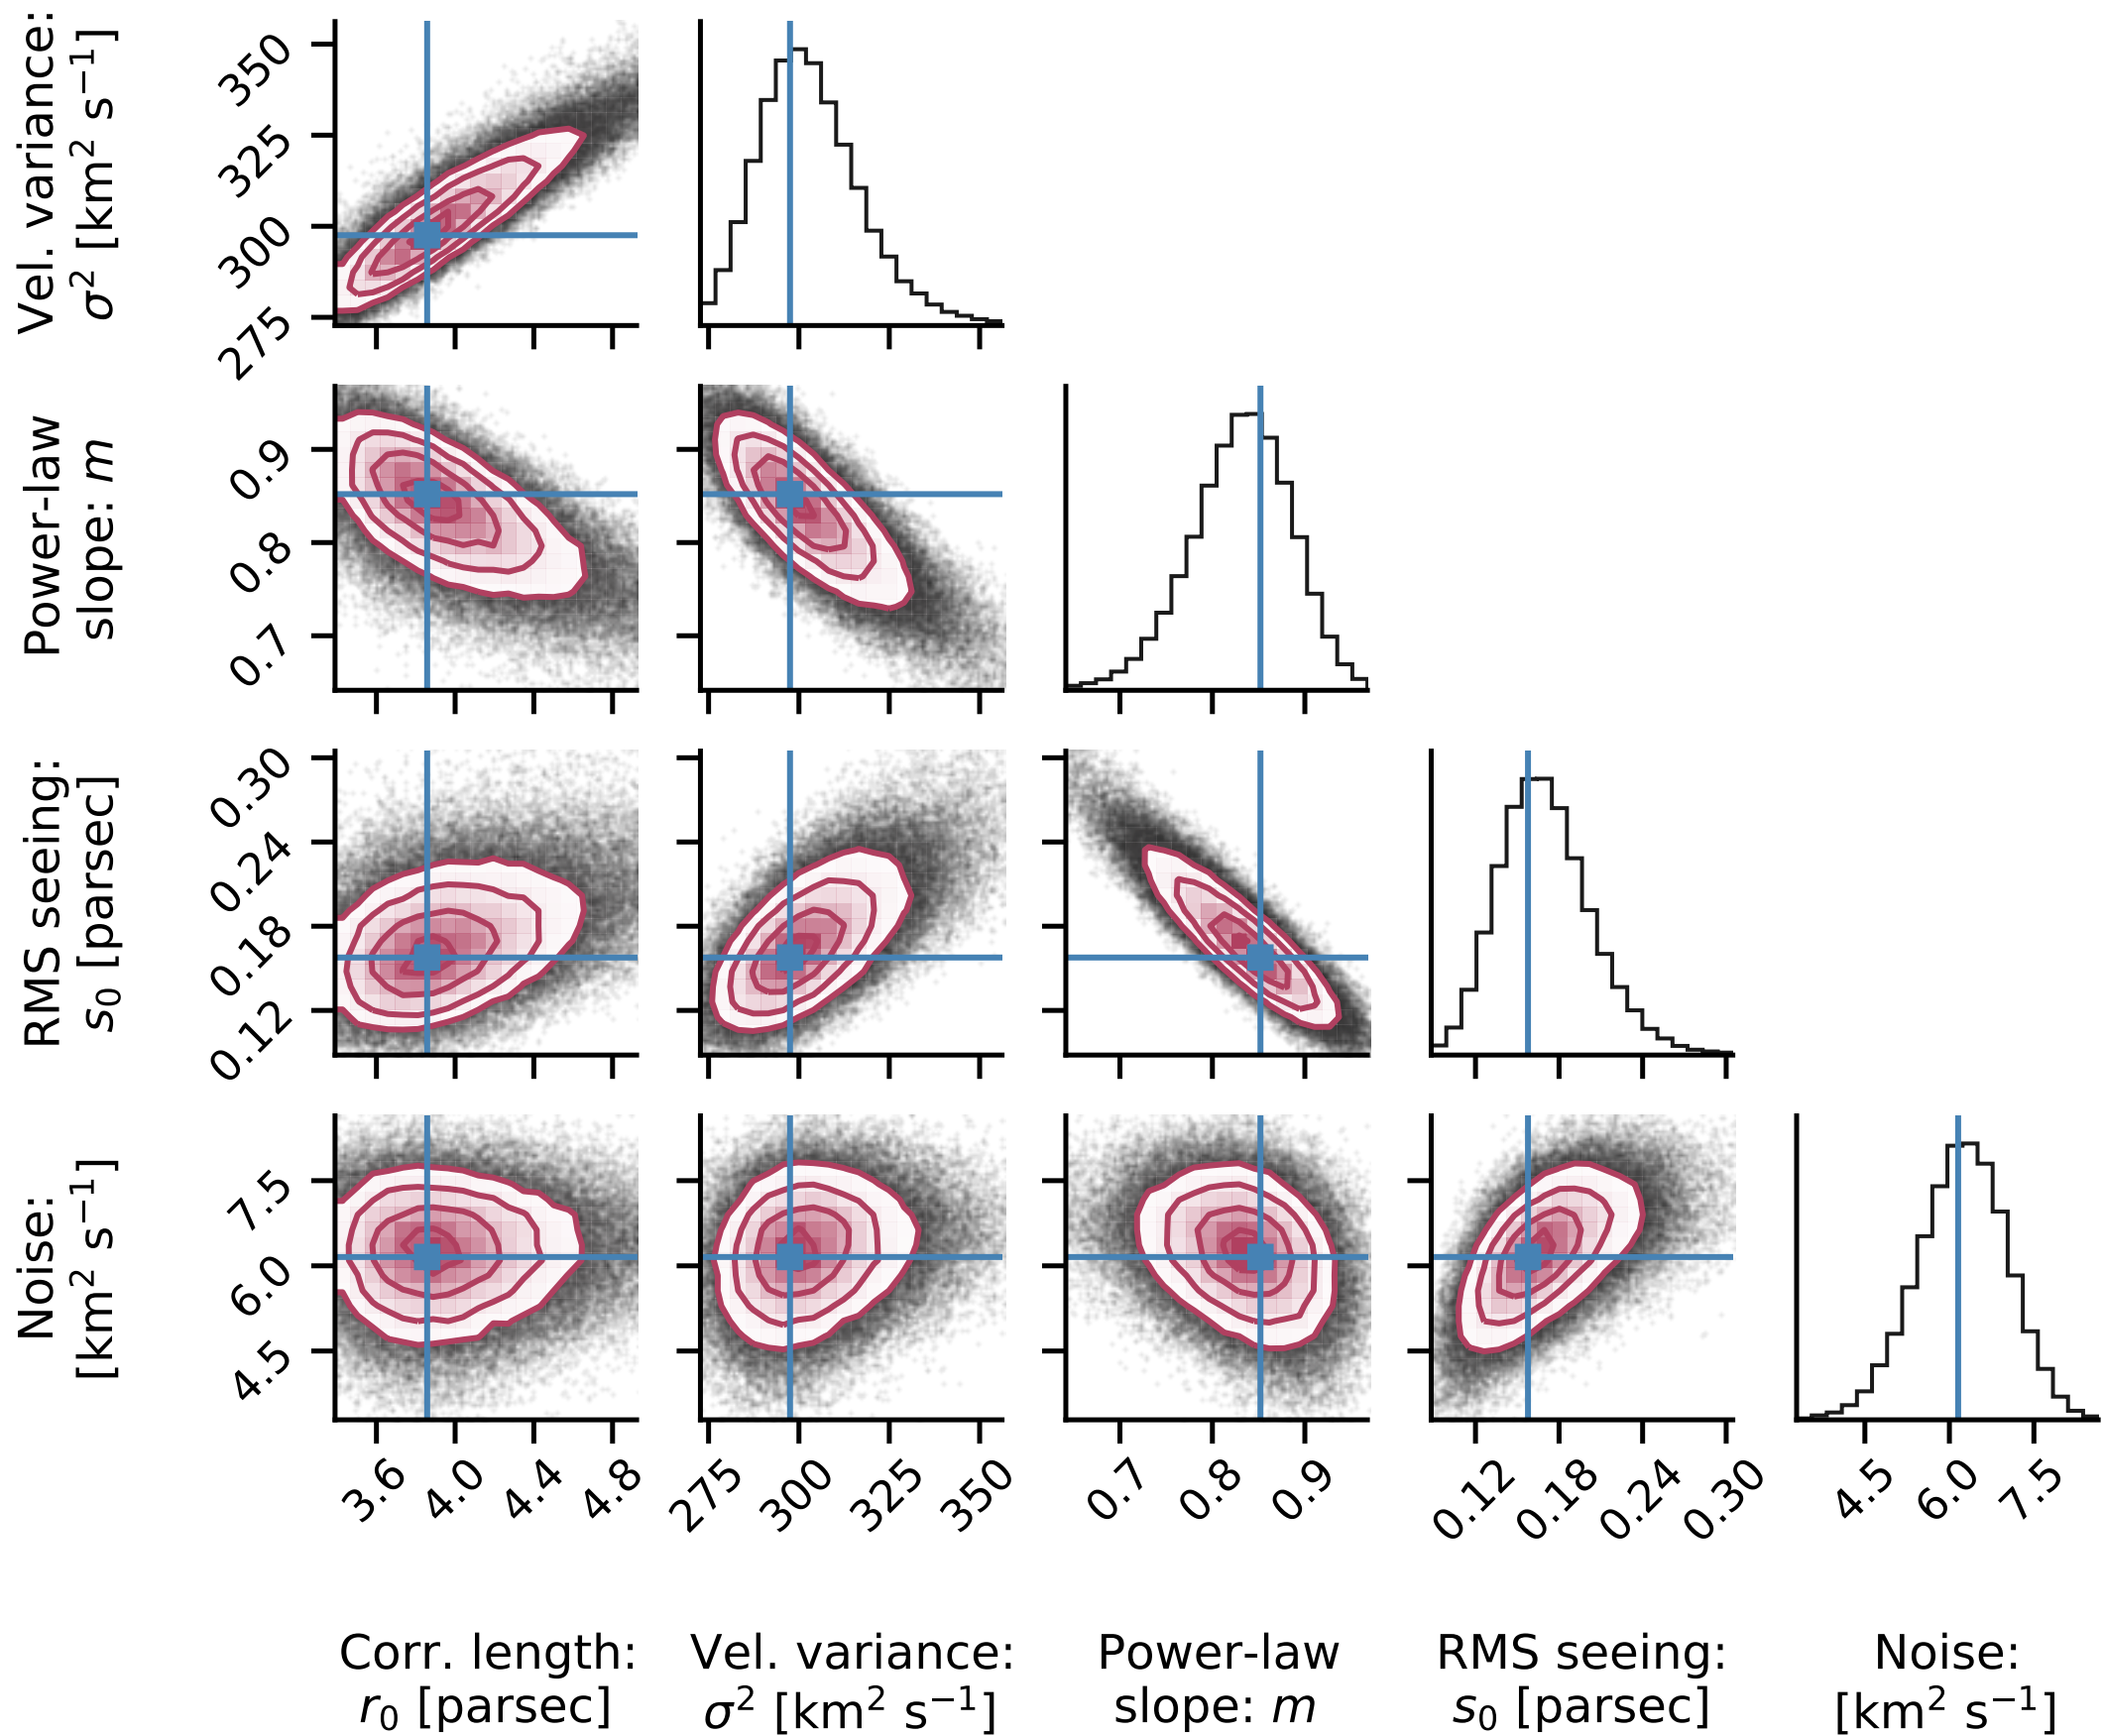 Vel. variance:
σ² [km² s⁻¹]
350
325
300
275
Power-law
slope: m
0.9
0.8
0.7
RMS seeing:
s₀ [parsec]
0.30
0.24
0.18
0.12
Noise:
[km² s⁻¹]
7.5
6.0
4.5
3.6 4.0 4.4 4.8 275 300 325 350 0.7 0.8 0.9 0.12 0.18 0.24 0.30 4.5 6.0 7.5
Corr. length: Vel. variance: Power-law RMS seeing: Noise:
r₀ [parsec] σ² [km² s⁻¹] slope: m s₀ [parsec] [km² s⁻¹]